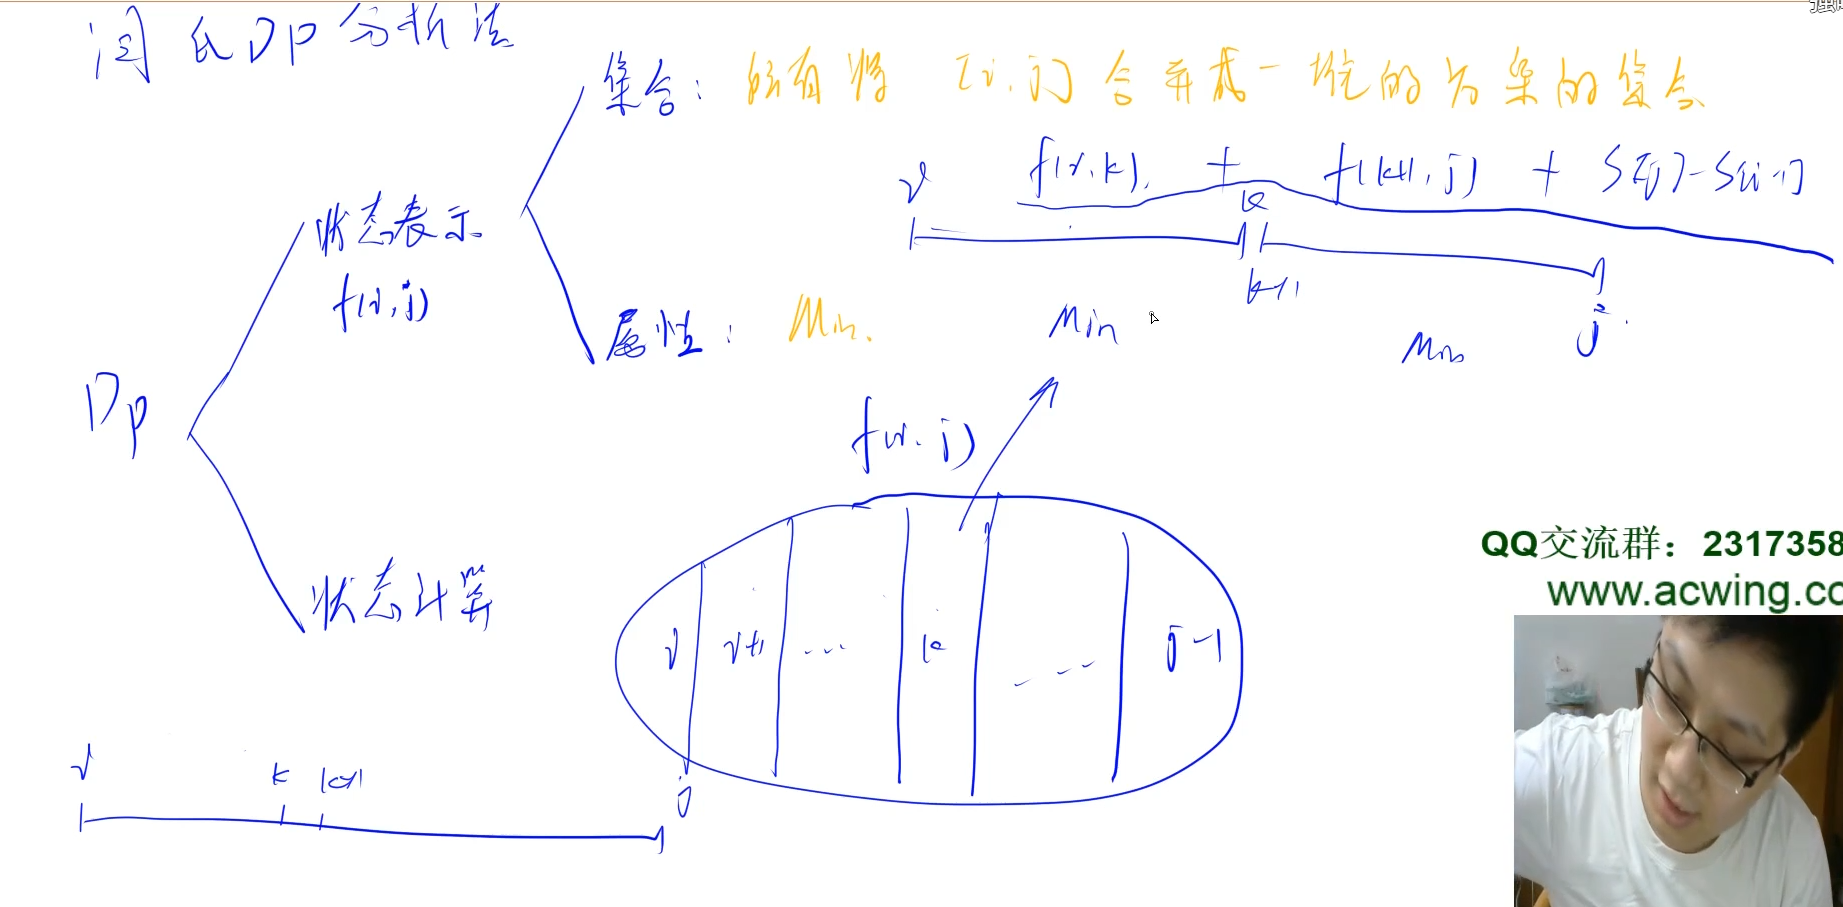 闫氏DP分析法
集合: 所有将 [i,j] 合并成一堆的方案的集合
f(i,k) + f(k+1,j) + S[j]-S[i-1]
i
k
状态表示
f(i,j)
k+1
j
属性: Min.
Min
Min
DP
f(i,j)
QQ交流群：2317358
www.acwing.co
状态计算
i i+1 ... k ... j-1
i k k+1 j